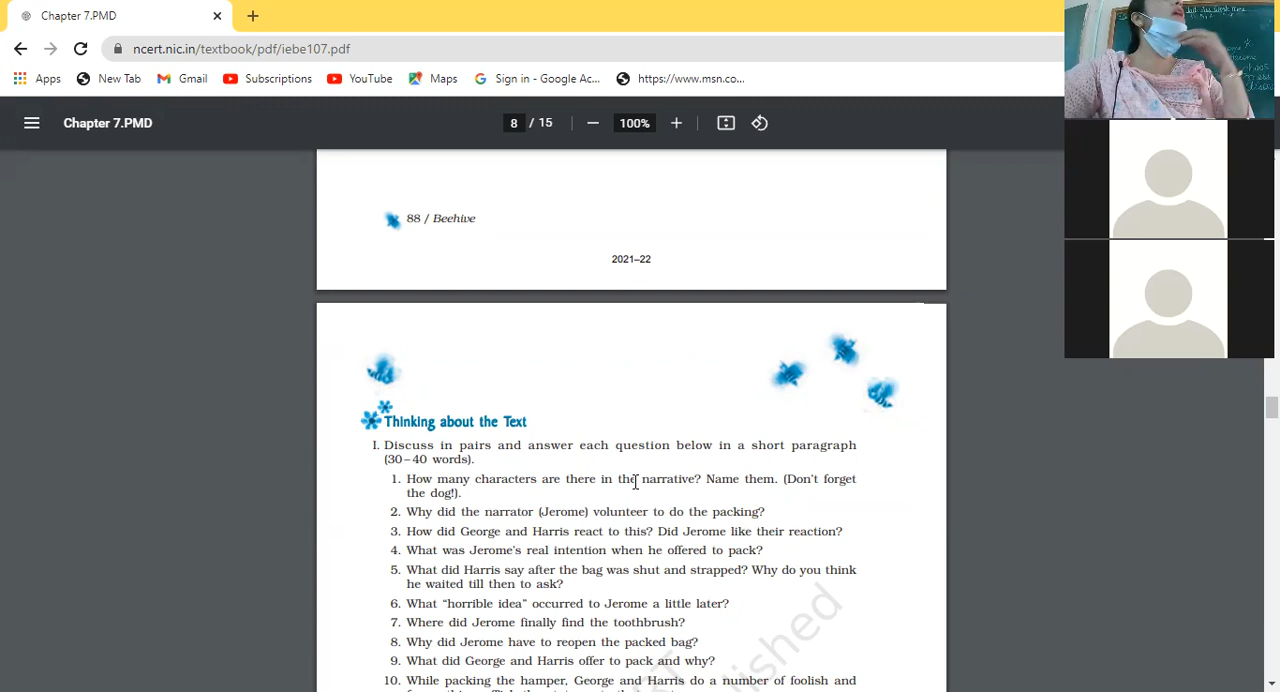 Chapter 7.PMD
ncert.nic.in/textbook/pdf/iebe107.pdf
Apps New Tab Gmail Subscriptions YouTube Maps Sign in - Google Ac... https://www.msn.co...
Chapter 7.PMD 8 / 15 100%
88 / Beehive
2021–22
Thinking about the Text
I. Discuss in pairs and answer each question below in a short paragraph
(30–40 words).
1. How many characters are there in the narrative? Name them. (Don't forget
the dog!).
2. Why did the narrator (Jerome) volunteer to do the packing?
3. How did George and Harris react to this? Did Jerome like their reaction?
4. What was Jerome's real intention when he offered to pack?
5. What did Harris say after the bag was shut and strapped? Why do you think
he waited till then to ask?
6. What “horrible idea” occurred to Jerome a little later?
7. Where did Jerome finally find the toothbrush?
8. Why did Jerome have to reopen the packed bag?
9. What did George and Harris offer to pack and why?
10. While packing the hamper, George and Harris do a number of foolish and